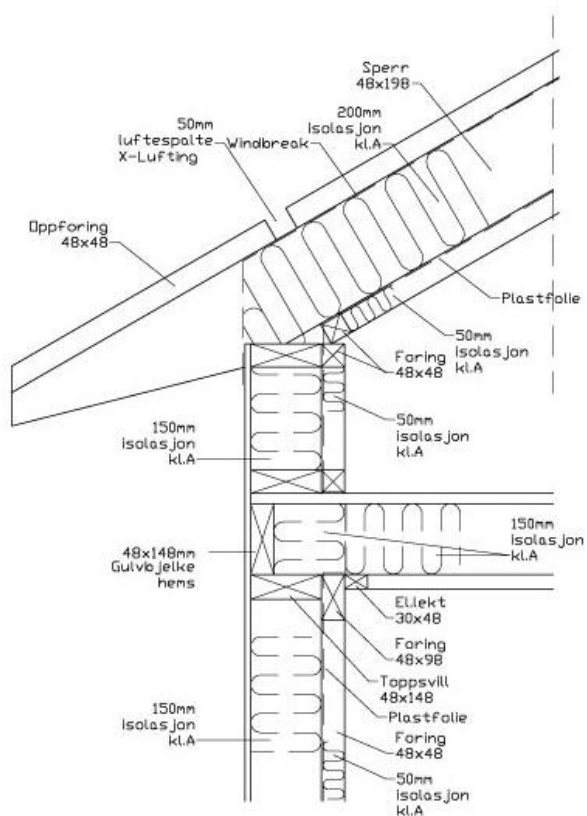 Sperr
48x198
200mm
isolasjon
kl.A
50mm
luftespalte
X-Lufting
Windbreak
Oppforing
48x48
Plastfolie
50mm
isolasjon
kl.A
Foring
48x48
50mm
isolasjon
kl.A
150mm
isolasjon
kl.A
150mm
isolasjon
kl.A
48x148mm
Gulvbjelke
hems
El.lekt
30x48
Foring
48x98
Toppsvill
48x148
Plastfolie
150mm
isolasjon
kl.A
Foring
48x48
50mm
isolasjon
kl.A